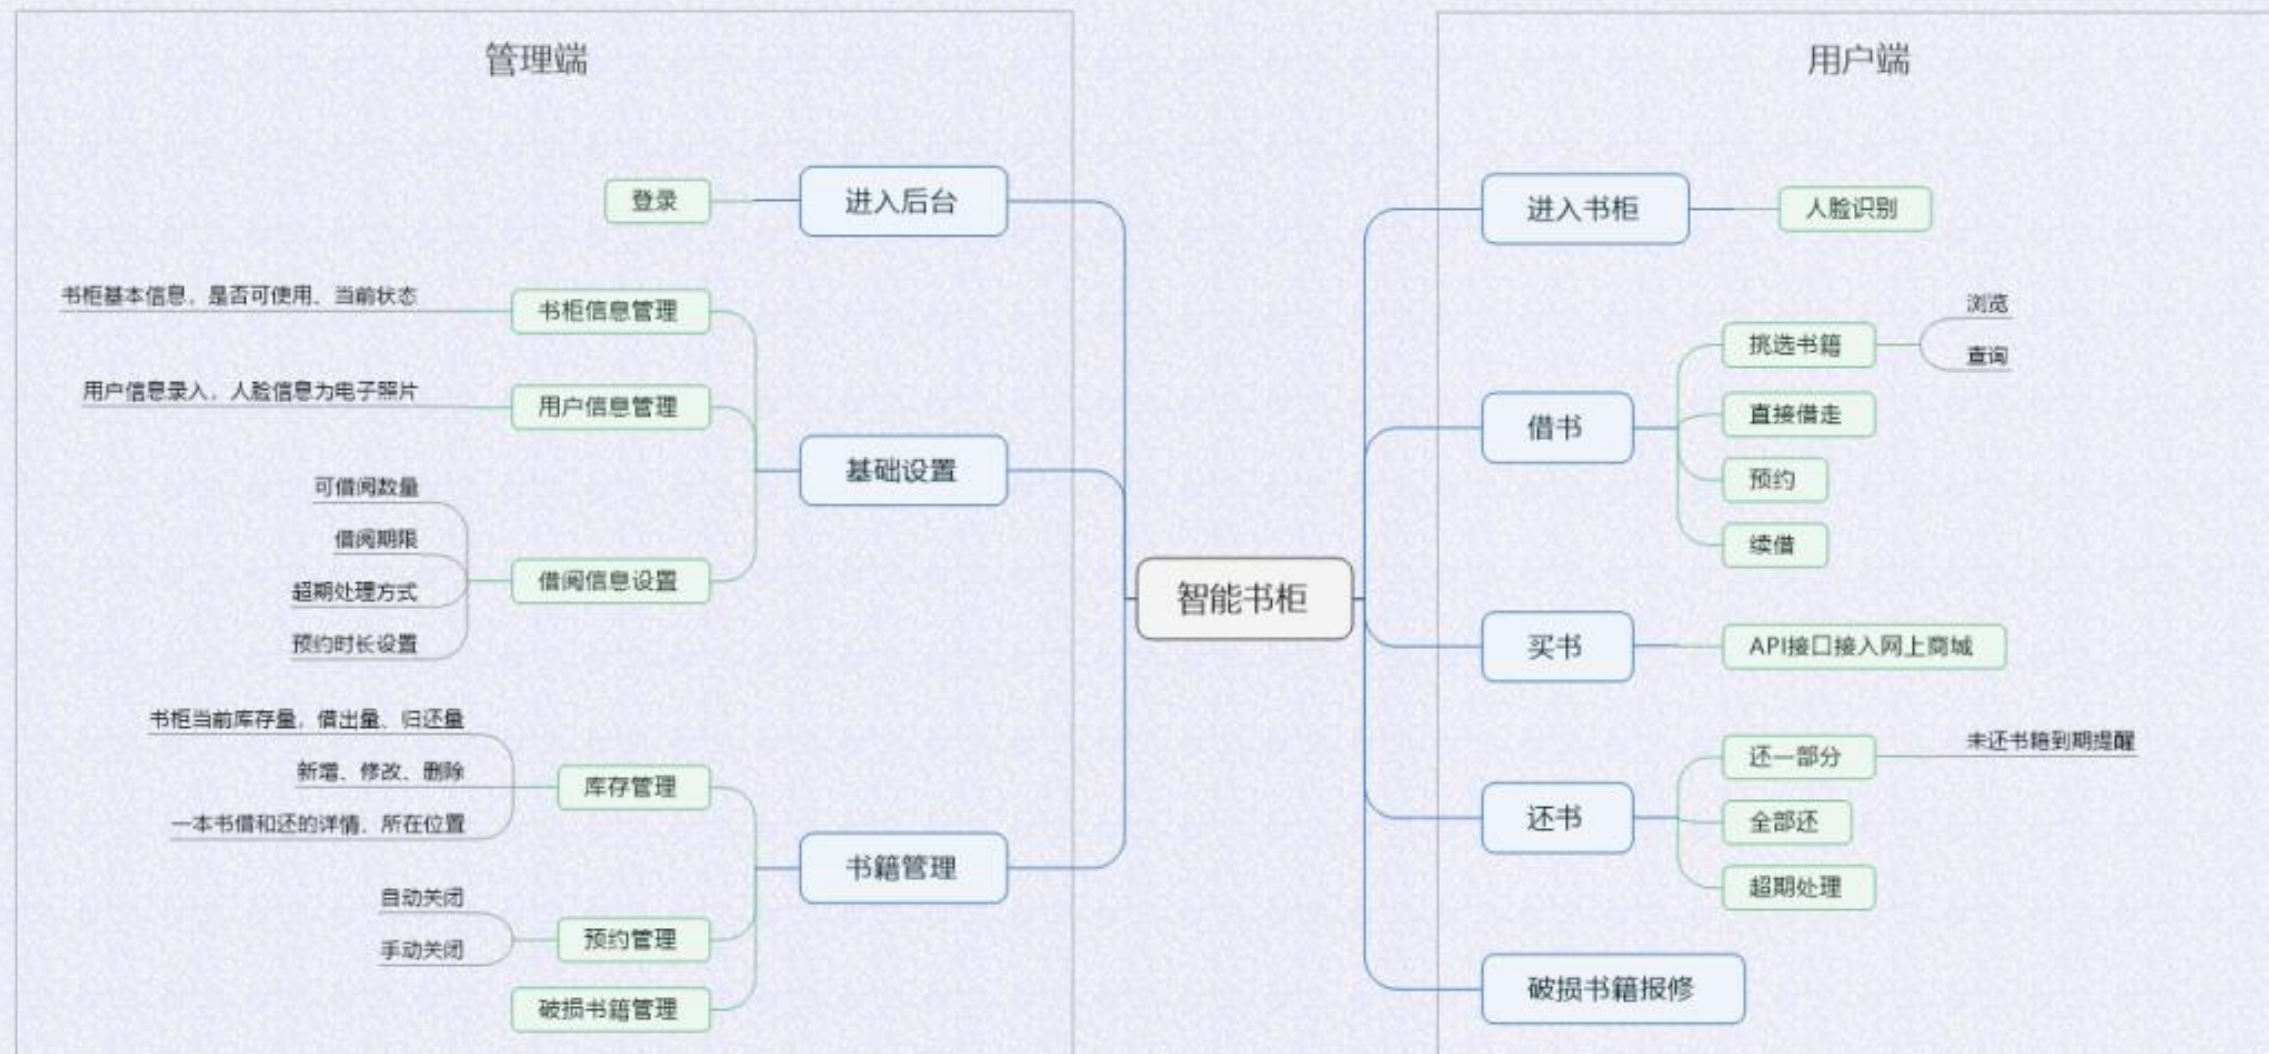 管理端
登录
进入后台
书柜基本信息，是否可使用、当前状态
书柜信息管理
用户信息录入，人脸信息为电子照片
用户信息管理
基础设置
可借阅数量
借阅期限
超期处理方式
预约时长设置
借阅信息设置
书柜当前库存量，借出量、归还量
新增、修改、删除
一本书借和还的详情、所在位置
库存管理
书籍管理
自动关闭
手动关闭
预约管理
破损书籍管理
智能书柜
用户端
进入书柜
人脸识别
借书
挑选书籍
浏览
查询
直接借走
预约
续借
买书
API接口接入网上商城
还书
还一部分
未还书籍到期提醒
全部还
超期处理
破损书籍报修